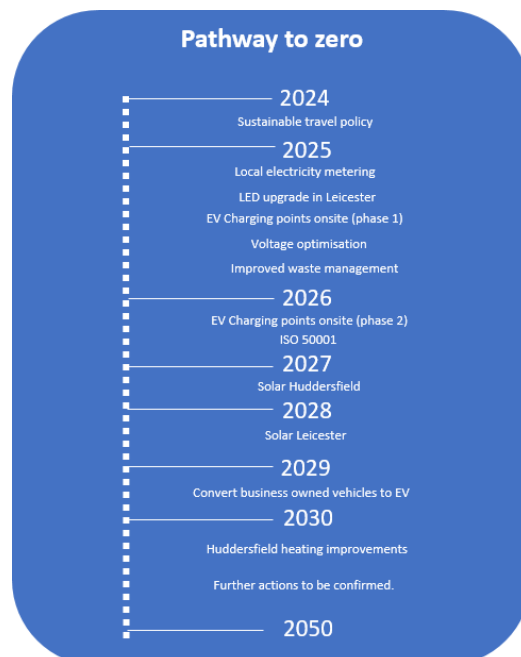 Pathway to zero
2024
Sustainable travel policy
2025
Local electricity metering
LED upgrade in Leicester
EV Charging points onsite (phase 1)
Voltage optimisation
Improved waste management
2026
EV Charging points onsite (phase 2)
ISO 50001
2027
Solar Huddersfield
2028
Solar Leicester
2029
Convert business owned vehicles to EV
2030
Huddersfield heating improvements
Further actions to be confirmed.
2050